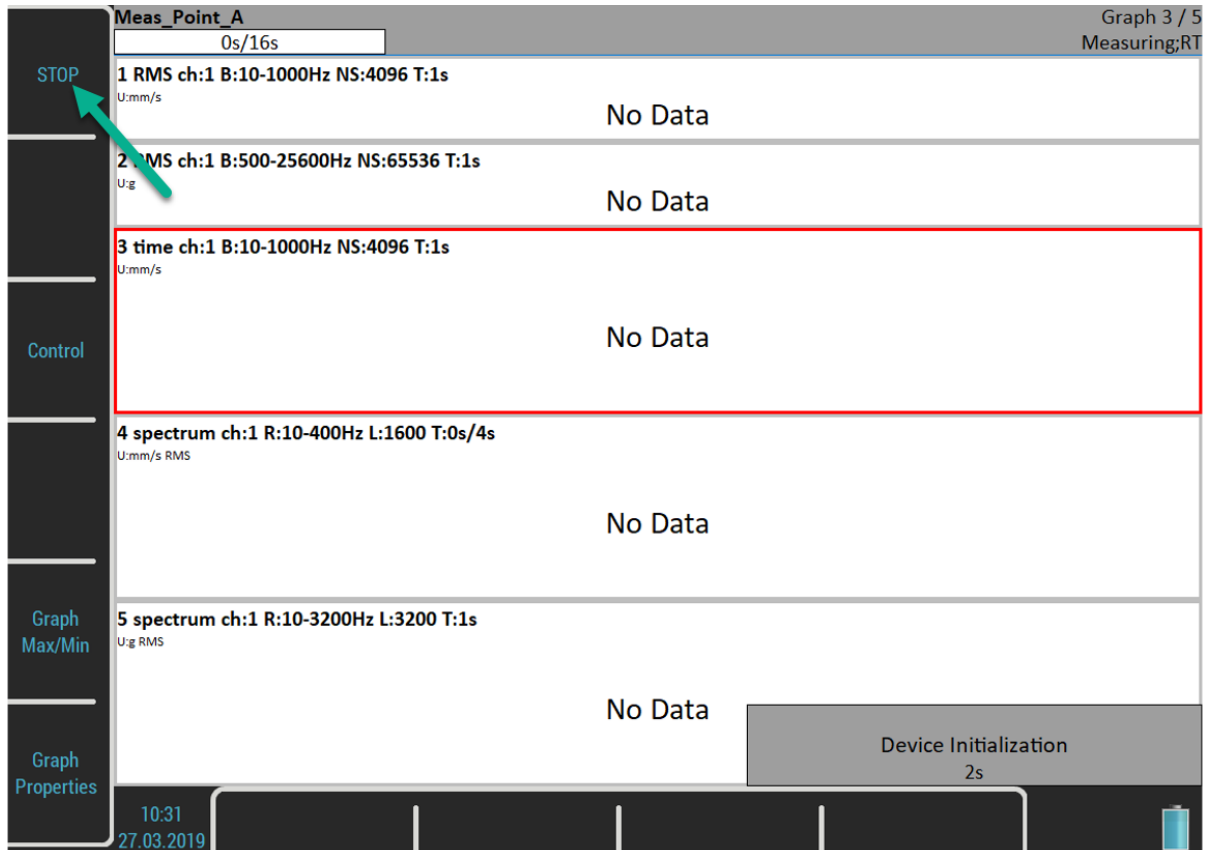 Meas_Point_A
Graph 3 / 5
0s/16s
Measuring;RT
STOP
1 RMS ch:1 B:10-1000Hz NS:4096 T:1s
U:mm/s
No Data
2 RMS ch:1 B:500-25600Hz NS:65536 T:1s
U:g
No Data
3 time ch:1 B:10-1000Hz NS:4096 T:1s
U:mm/s
No Data
Control
4 spectrum ch:1 R:10-400Hz L:1600 T:0s/4s
U:mm/s RMS
No Data
Graph
Max/Min
5 spectrum ch:1 R:10-3200Hz L:3200 T:1s
U:g RMS
No Data
Device Initialization
2s
Graph
Properties
10:31
27.03.2019